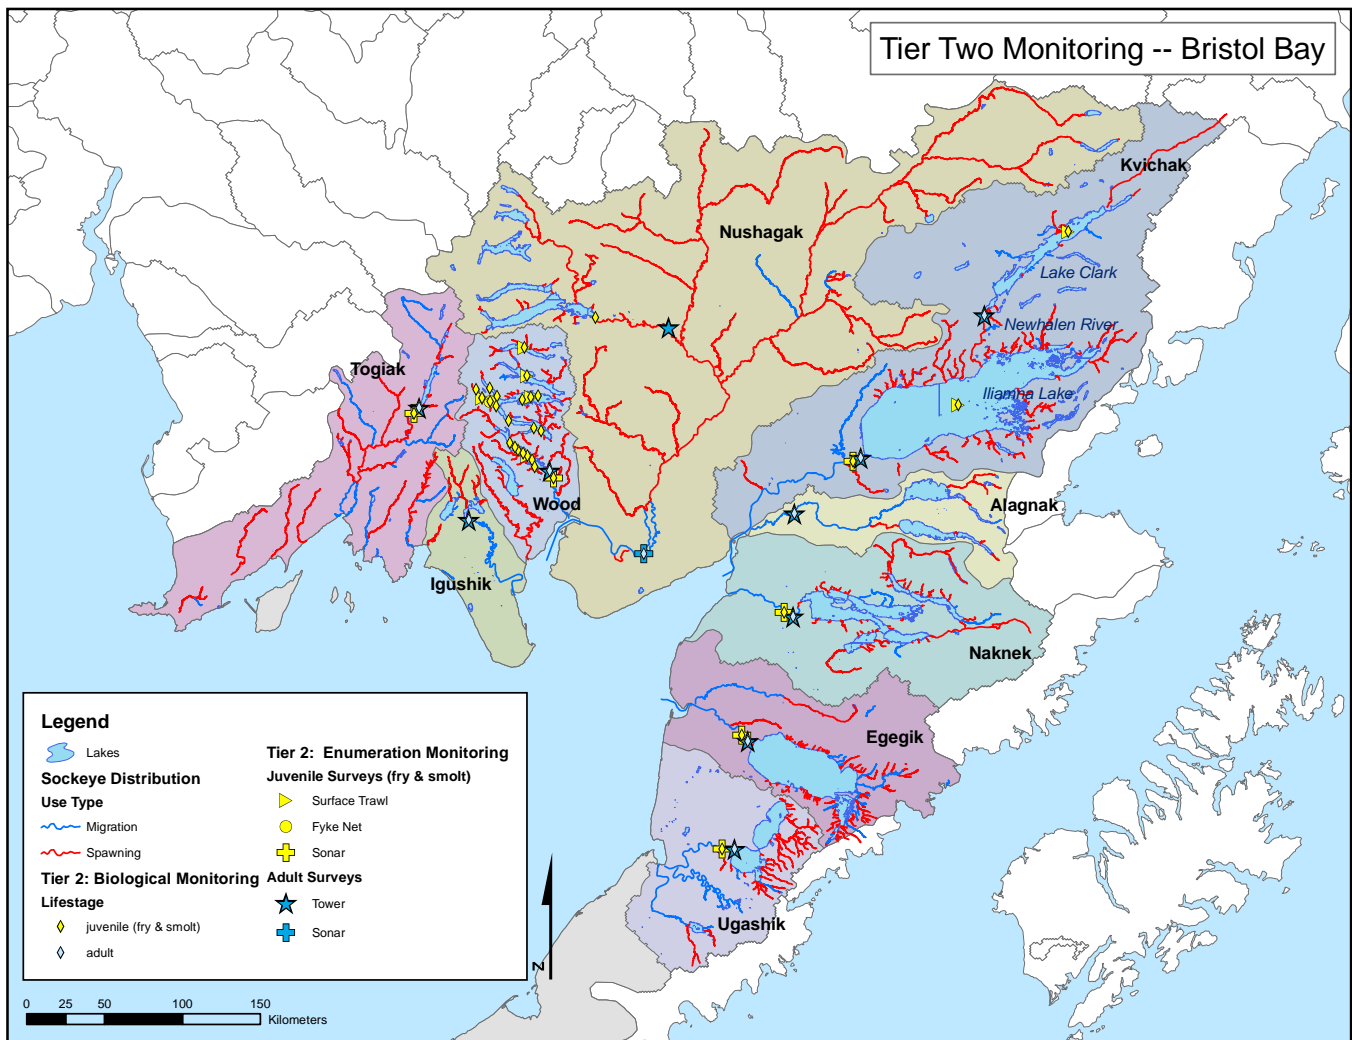 Tier Two Monitoring -- Bristol Bay
Kvichak
Nushagak
Lake Clark
Newhalen River
Togiak
Iliamna Lake
Wood
Alagnak
Igushik
Naknek
Egegik
Ugashik
Legend
Lakes
Sockeye Distribution
Use Type
Migration
Spawning
Tier 2: Biological Monitoring
Lifestage
juvenile (fry & smolt)
adult
Tier 2: Enumeration Monitoring
Juvenile Surveys (fry & smolt)
Surface Trawl
Fyke Net
Sonar
Adult Surveys
Tower
Sonar
N
0 25 50 100 150
Kilometers